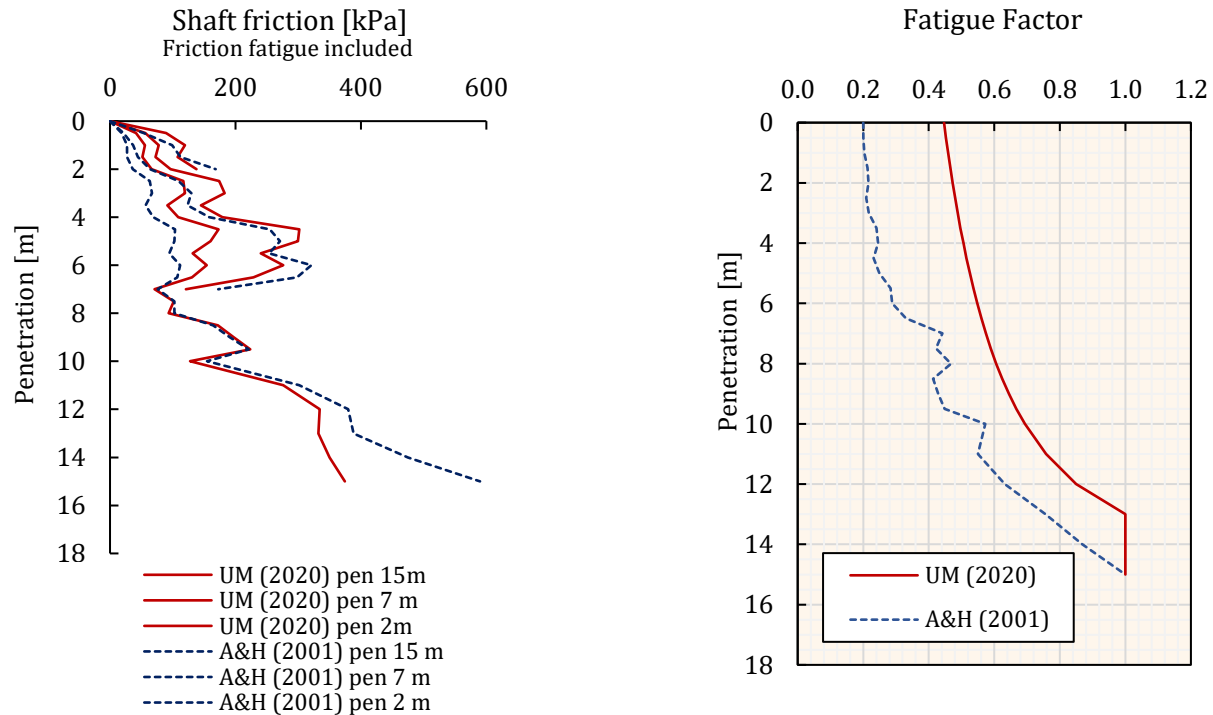 Shaft friction [kPa]
Friction fatigue included
0 200 400 600
0
2
4
6
8
10
12
14
16
18
Penetration [m]
UM (2020) pen 15m
UM (2020) pen 7 m
UM (2020) pen 2m
A&H (2001) pen 15 m
A&H (2001) pen 7 m
A&H (2001) pen 2 m
Fatigue Factor
0.0 0.2 0.4 0.6 0.8 1.0 1.2
0
2
4
6
8
10
12
14
16
18
Penetration [m]
UM (2020)
A&H (2001)